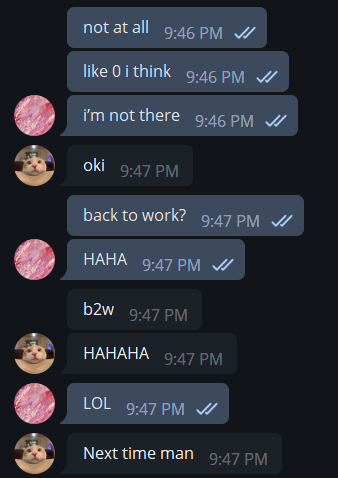 not at all 9:46 PM
like 0 i think 9:46 PM
i'm not there 9:46 PM
oki 9:47 PM
back to work? 9:47 PM
HAHA 9:47 PM
b2w 9:47 PM
HAHAHA 9:47 PM
LOL 9:47 PM
Next time man 9:47 PM